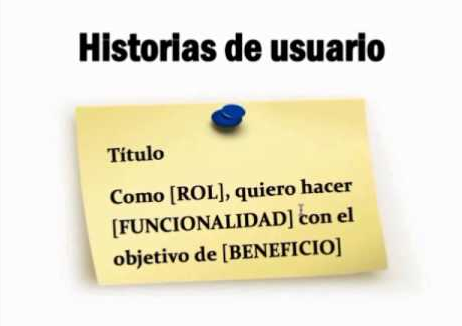 Historias de usuario
Título
Como [ROL], quiero hacer
[FUNCIONALIDAD] con el
objetivo de [BENEFICIO]